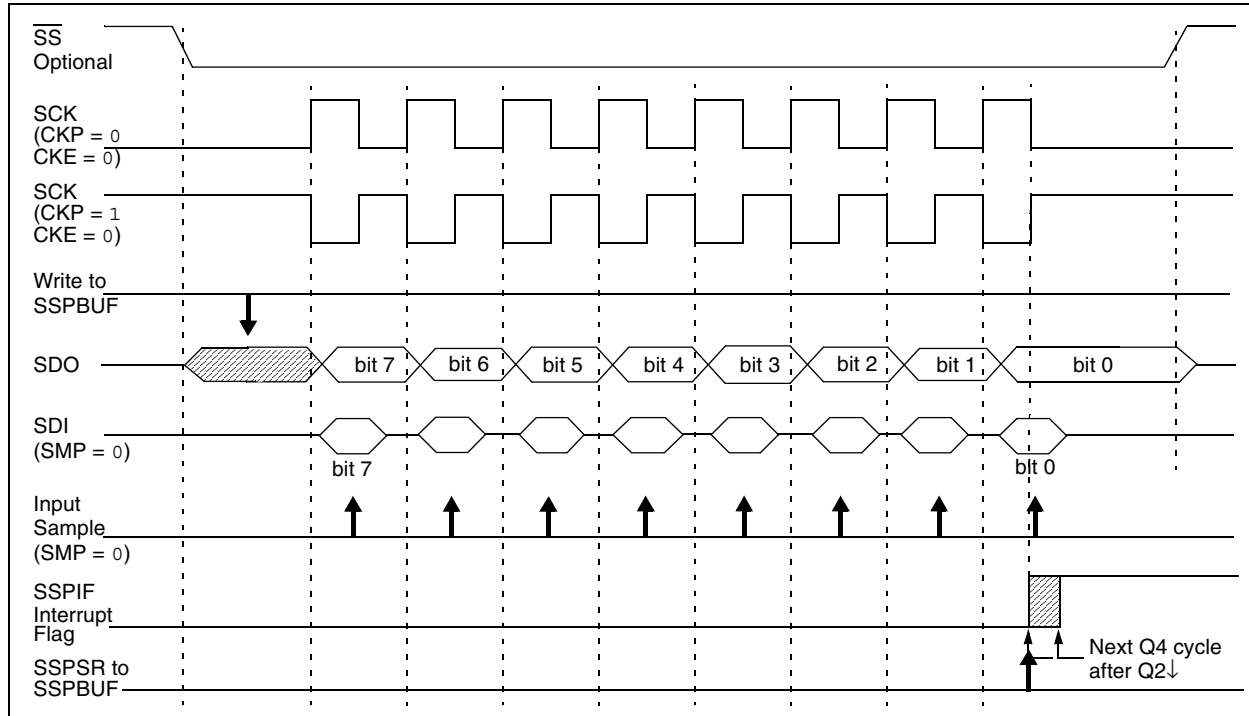 SS
Optional
SCK
(CKP = 0
CKE = 0)
SCK
(CKP = 1
CKE = 0)
Write to
SSPBUF
SDO
bit 7
bit 6
bit 5
bit 4
bit 3
bit 2
bit 1
bit 0
SDI
(SMP = 0)
bit 7
bit 0
Input
Sample
(SMP = 0)
SSPIF
Interrupt
Flag
Next Q4 cycle
after Q2↓
SSPSR to
SSPBUF